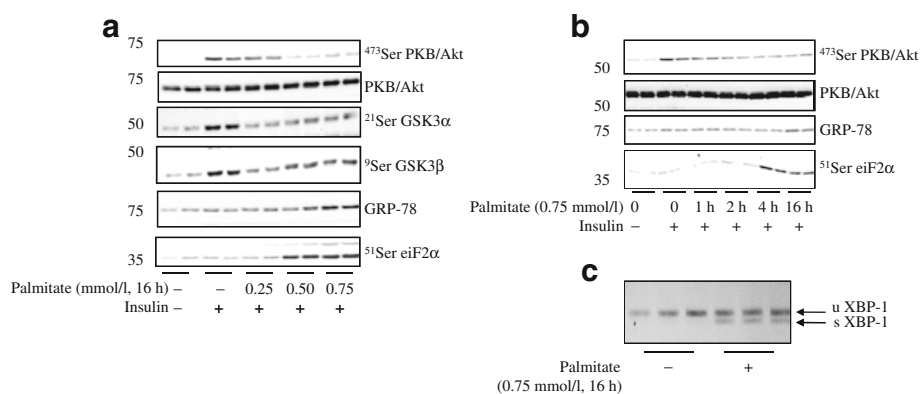 a
75
⁴⁷³Ser PKB/Akt
75
PKB/Akt
50
²¹Ser GSK3α
50
⁹Ser GSK3β
75
GRP-78
35
⁵¹Ser eiF2α
Palmitate (mmol/l, 16 h) – – 0.25 0.50 0.75
Insulin – + + + +
b
50
⁴⁷³Ser PKB/Akt
50
PKB/Akt
75
GRP-78
35
⁵¹Ser eiF2α
Palmitate (0.75 mmol/l) 0 0 1 h 2 h 4 h 16 h
Insulin – + + + + +
c
u XBP-1
s XBP-1
Palmitate – +
(0.75 mmol/l, 16 h)